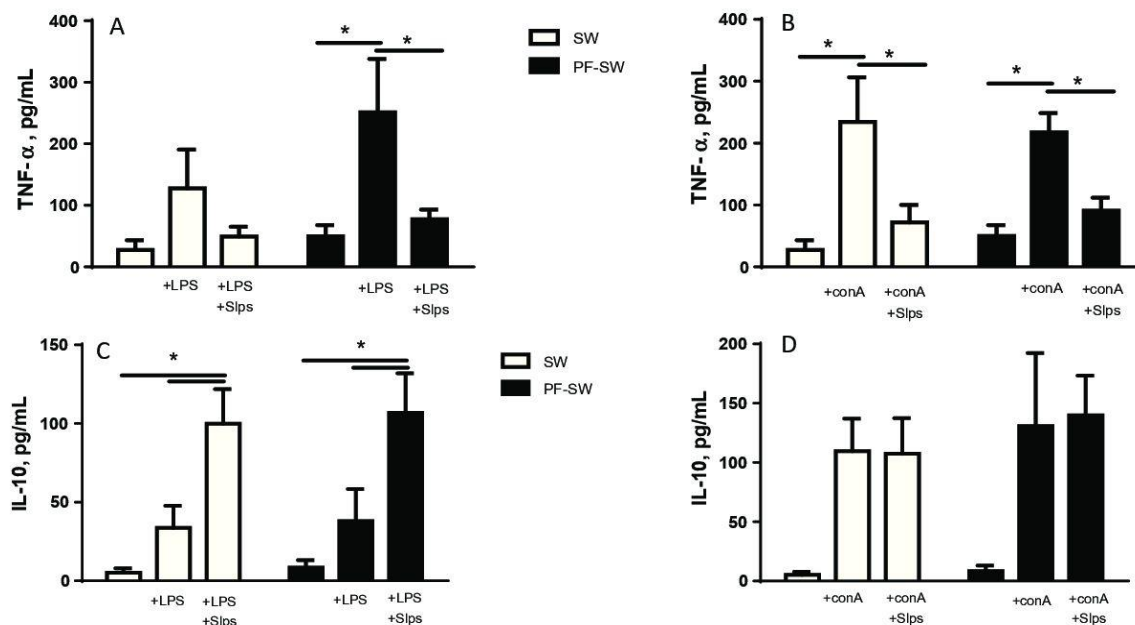 A
TNF-α, pg/mL
400
300
200
100
0
*
*
+LPS
+LPS
+Slps
+LPS
+LPS
+Slps
SW
PF-SW
B
TNF-α, pg/mL
400
300
200
100
0
*
*
*
*
+conA
+conA
+Slps
+conA
+conA
+Slps
C
IL-10, pg/mL
150
100
50
0
*
*
+LPS
+LPS
+Slps
+LPS
+LPS
+Slps
SW
PF-SW
D
IL-10, pg/mL
200
150
100
50
0
+conA
+conA
+Slps
+conA
+conA
+Slps